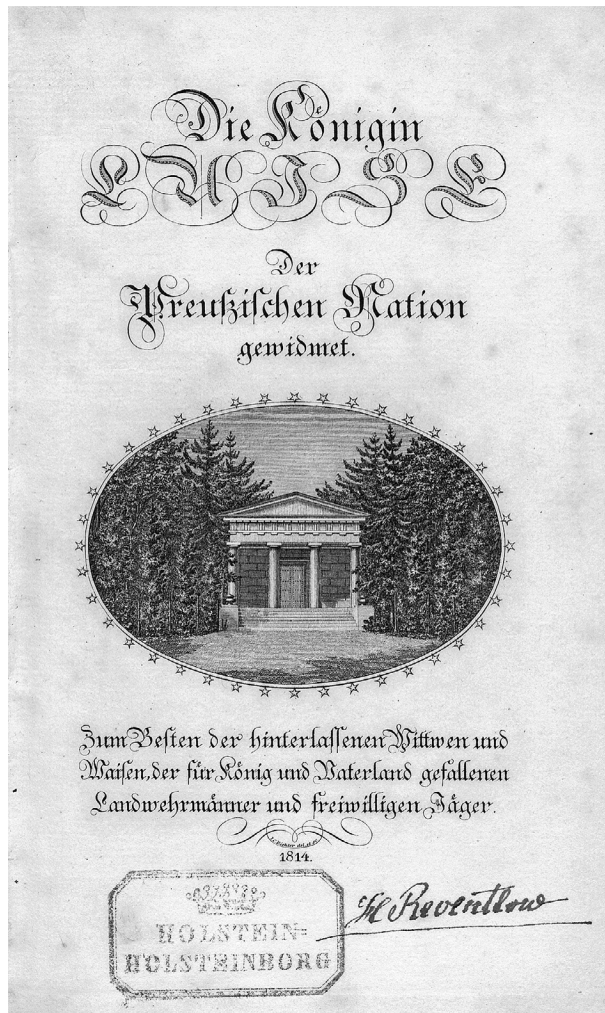 Die Königin
LUISE
Der
Preußischen Nation
gewidmet.
Zum Besten der hinterlassenen Wittwen und
Waisen, der für König und Vaterland gefallenen
Landwehrmänner und freiwilligen Jäger.
1814.
HOLSTEIN=
HOLSTEINBORG
Reventlow